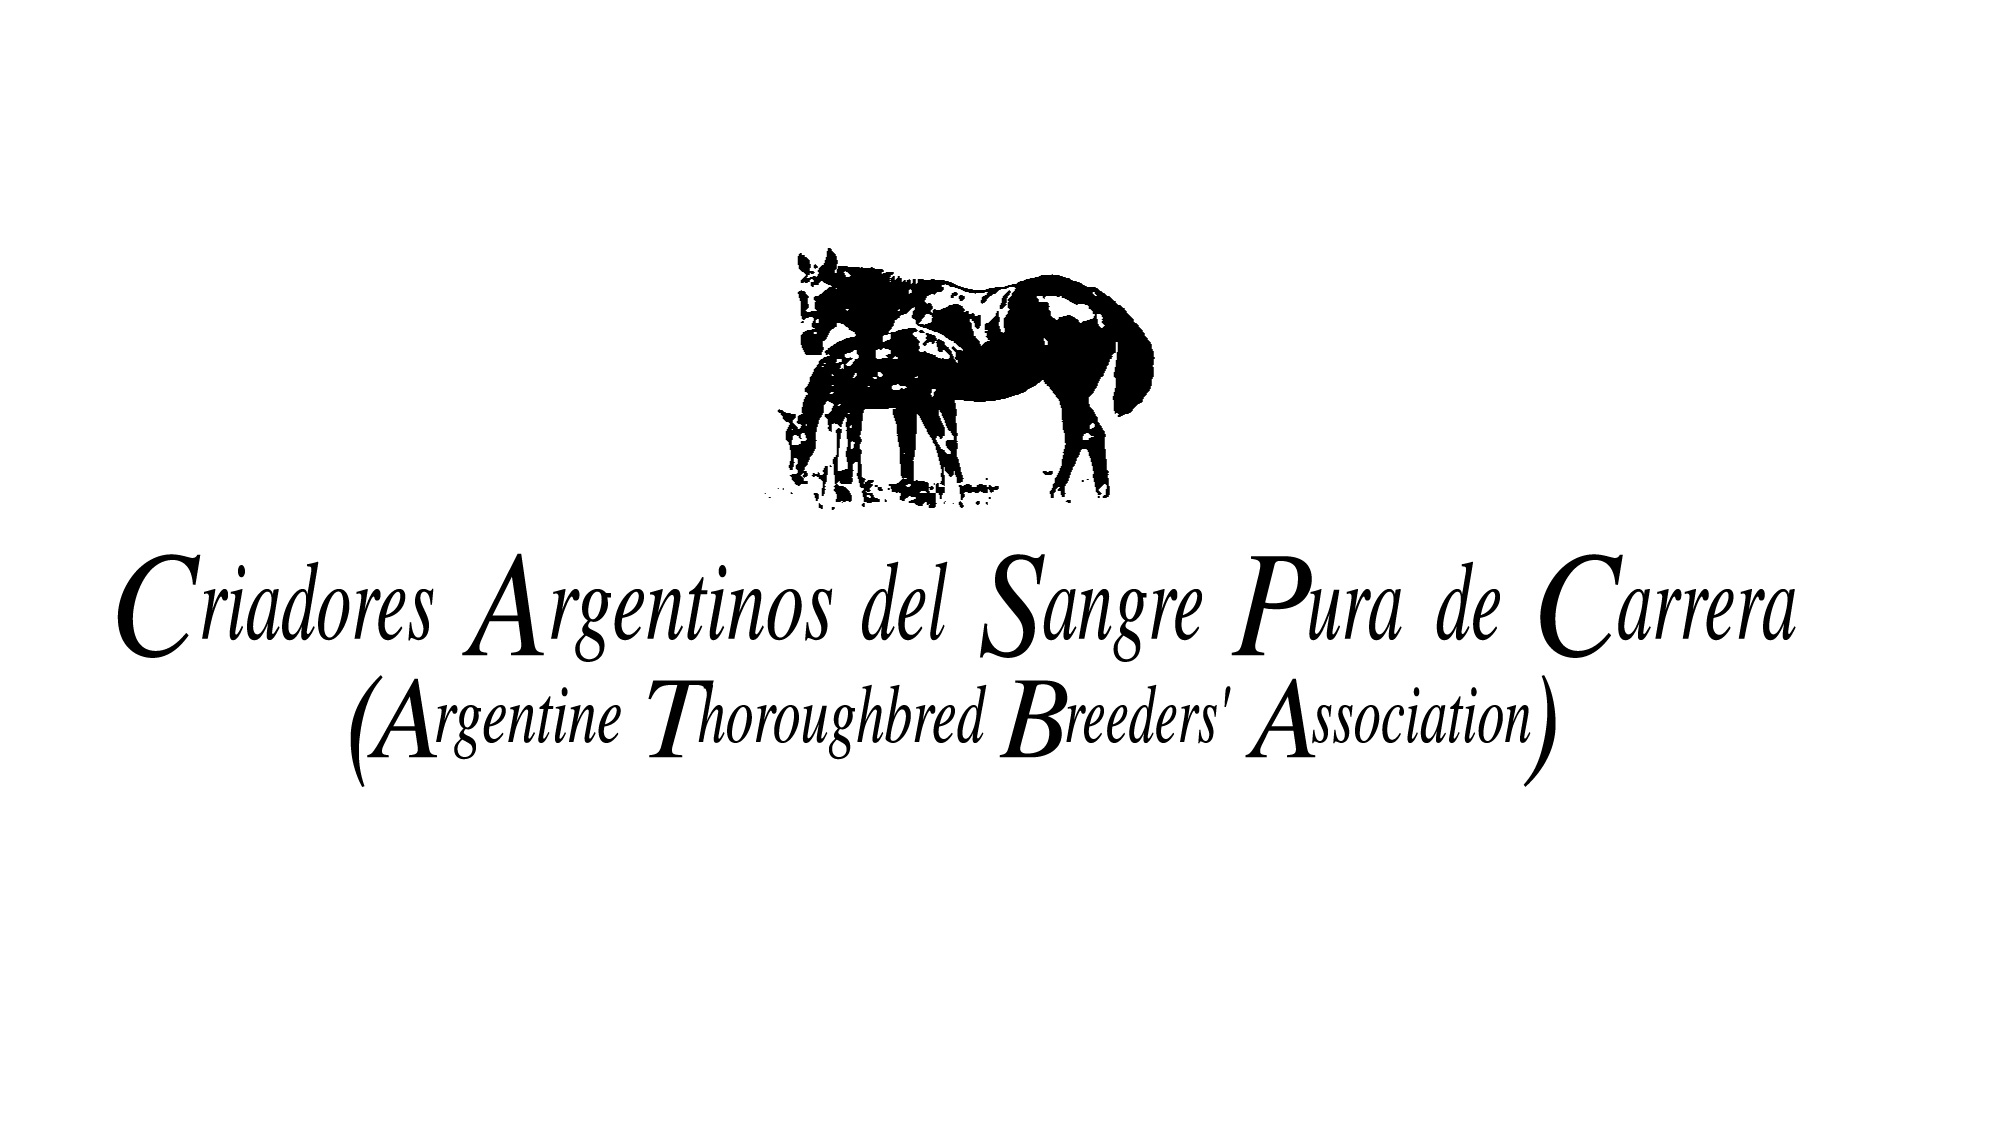 Criadores Argentinos del Sangre Pura de Carrera
(Argentine Thoroughbred Breeders' Association)